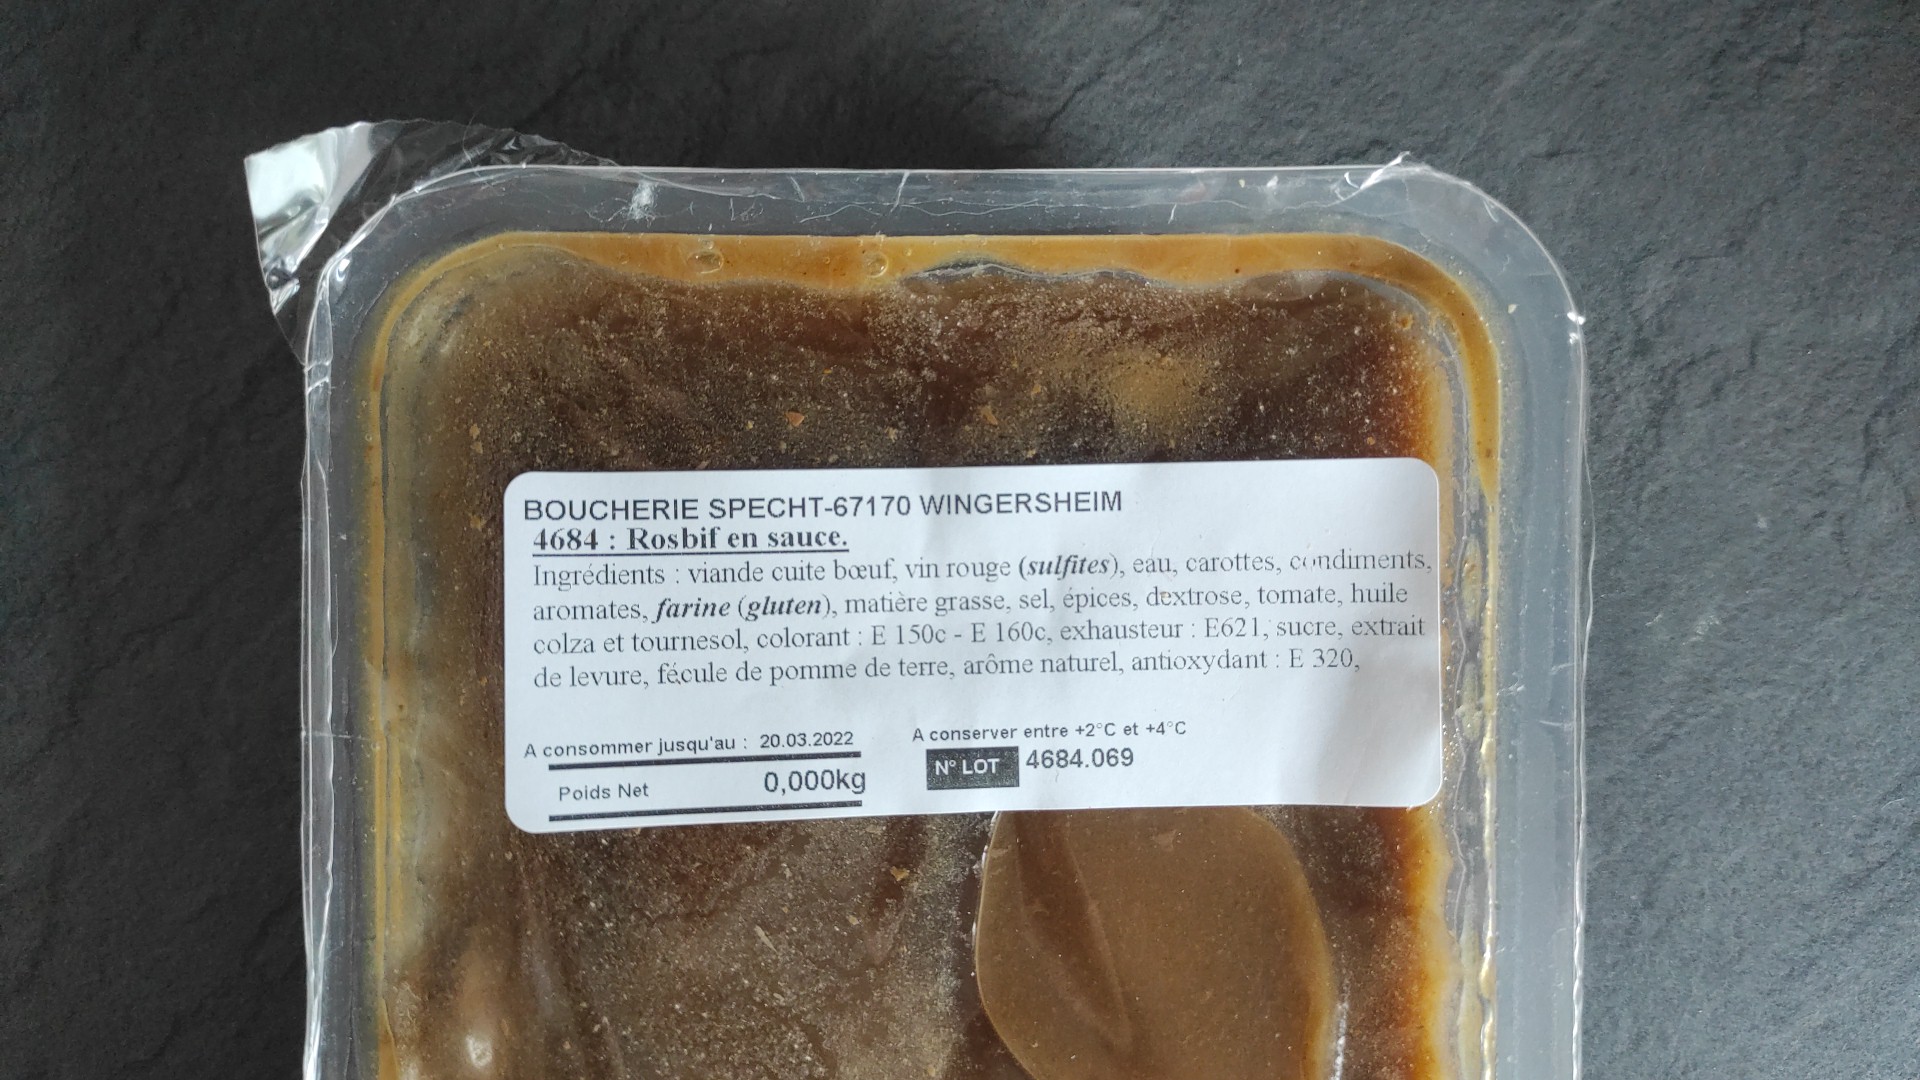 BOUCHERIE SPECHT-67170 WINGERSHEIM
4684 : Rosbif en sauce.
Ingrédients : viande cuite bœuf, vin rouge (sulfites), eau, carottes, condiments,
aromates, farine (gluten), matière grasse, sel, épices, dextrose, tomate, huile
colza et tournesol, colorant : E 150c - E 160c, exhausteur : E621, sucre, extrait
de levure, fécule de pomme de terre, arôme naturel, antioxydant : E 320,
A consommer jusqu'au : 20.03.2022
A conserver entre +2°C et +4°C
Poids Net 0,000kg
N° LOT 4684.069